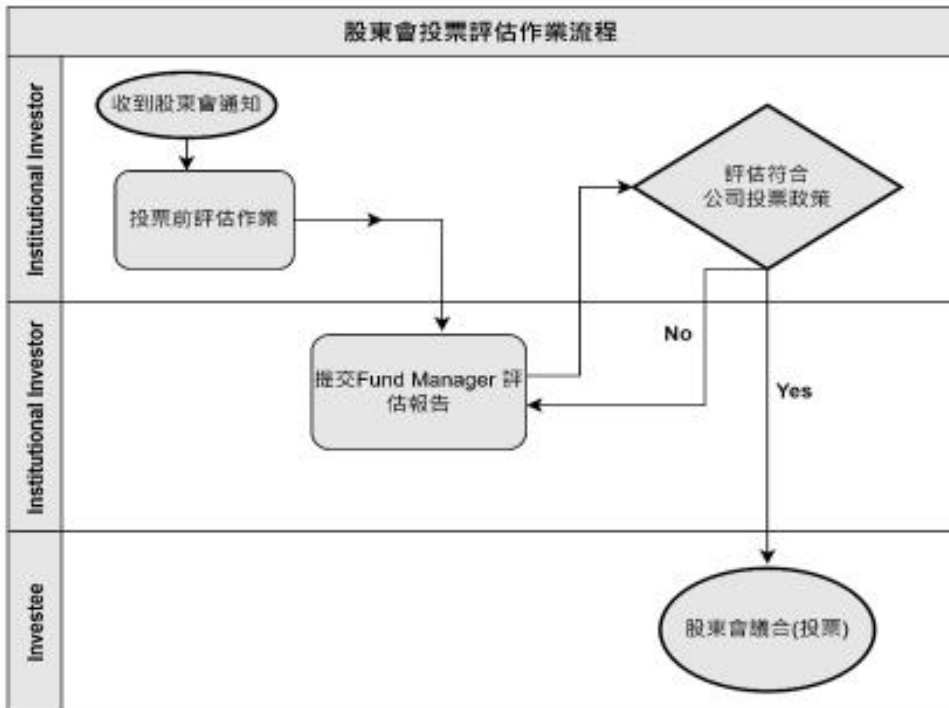 股東會投票評估作業流程
Institutional Investor
收到股東會通知
投票前評估作業
評估符合
公司投票政策
Institutional Investor
提交Fund Manager 評
估報告
No
Yes
Investee
股東會議合(投票)